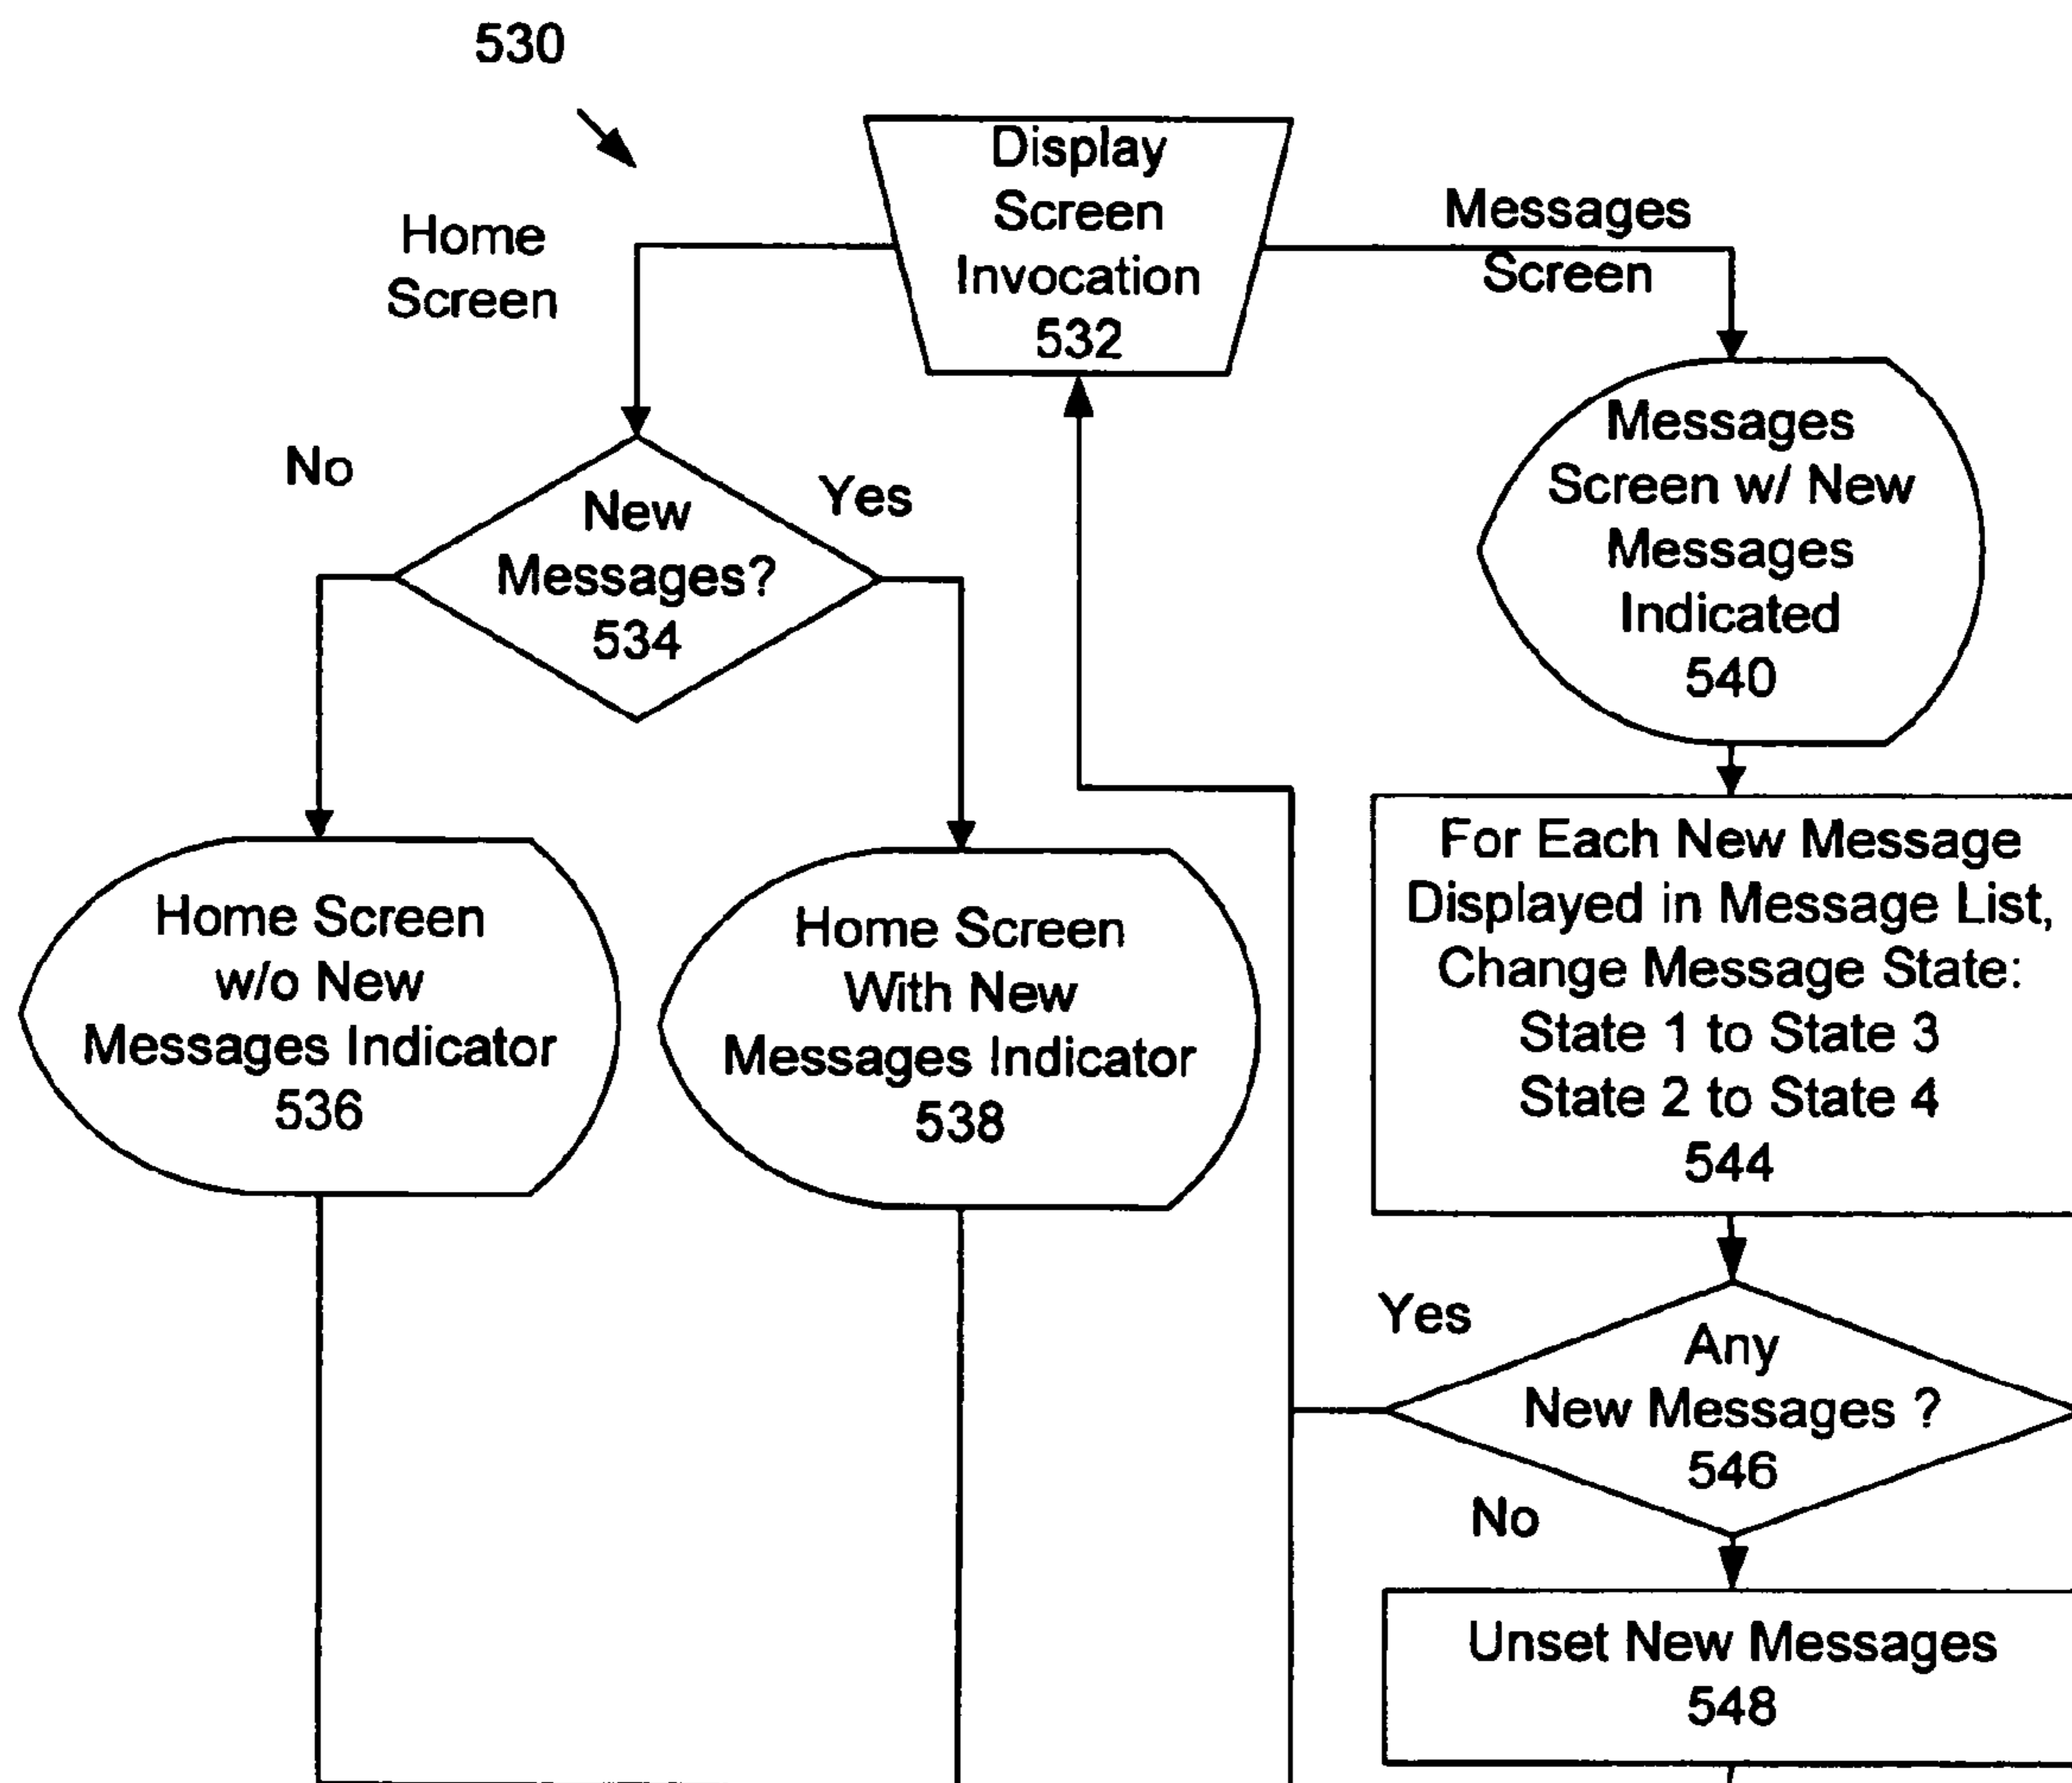 530
Display
Screen
Invocation
532
Home
Screen
Messages
Screen
No
Yes
New
Messages?
534
Messages
Screen w/ New
Messages
Indicated
540
Home Screen
w/o New
Messages Indicator
536
Home Screen
With New
Messages Indicator
538
For Each New Message
Displayed in Message List,
Change Message State:
State 1 to State 3
State 2 to State 4
544
Yes
Any
New Messages ?
546
No
Unset New Messages
548